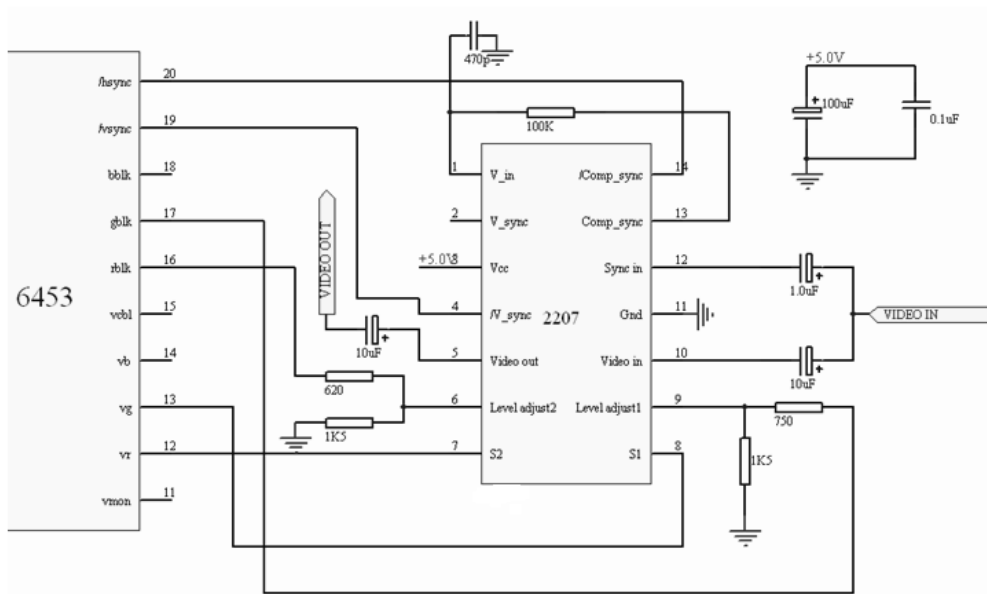 6453
/hsync 20
/vsync 19
bblk 18
gblk 17
rblk 16
vcbl 15
vb 14
vg 13
vr 12
vmon 11
470p
100K
VIDEO OUT
+5.0V
10uF
620
1K5
2207
1 V_in
2 V_sync
3 Vcc
4 /V_sync
5 Video out
6 Level adjust2
7 S2
/Comp_sync 14
Comp_sync 13
Sync in 12
Gnd 11
Video in 10
Level adjust1 9
S1 8
+5.0V
100uF
0.1uF
1.0uF
10uF
VIDEO IN
750
1K5
+
+
+
+